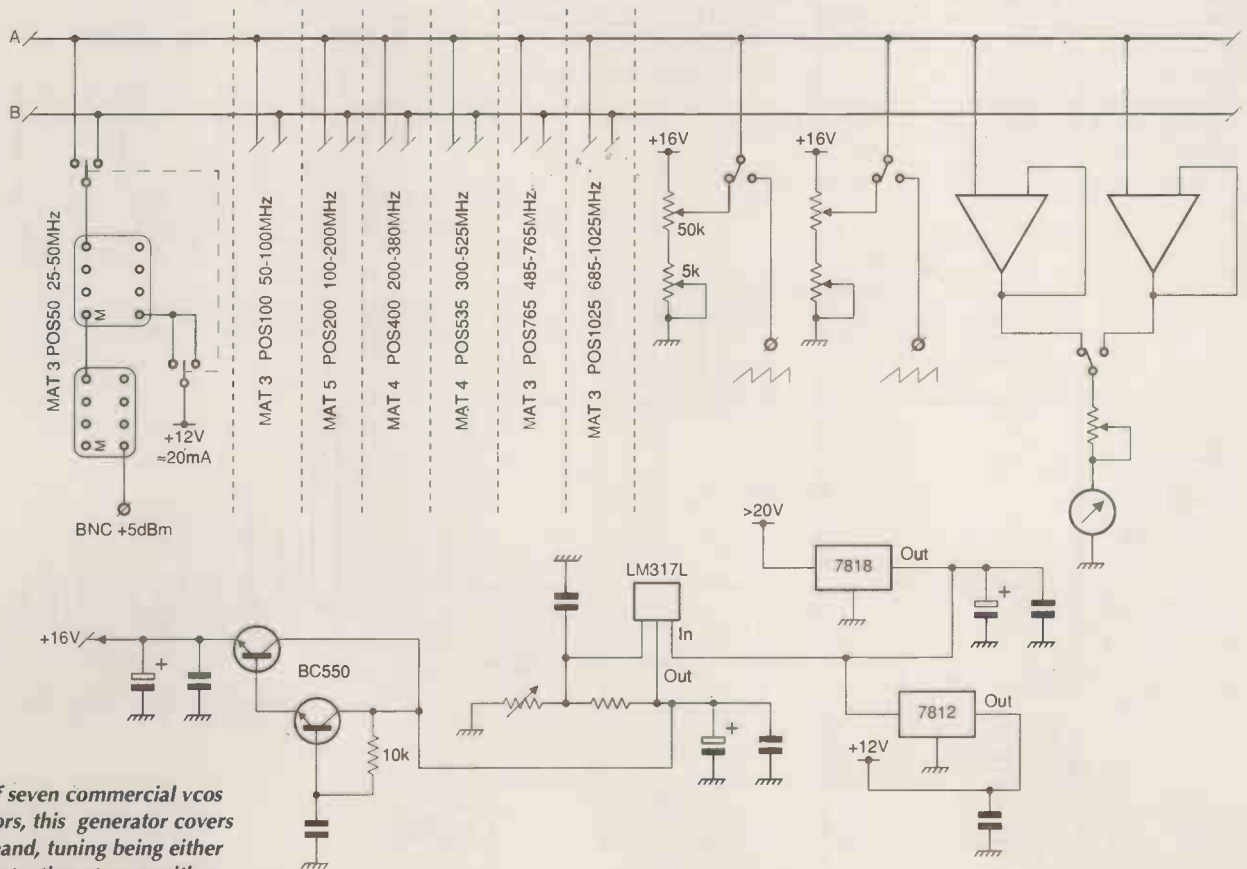 A
B
MAT 3 POS50 25-50MHz
M
M
+12V
≈20mA
BNC +5dBm
MAT 3 POS100 50-100MHz
MAT 5 POS200 100-200MHz
MAT 4 POS400 200-380MHz
MAT 4 POS535 300-525MHz
MAT 3 POS765 485-765MHz
MAT 3 POS1025 685-1025MHz
+16V
50k
5k
+16V
>20V
7818
Out
LM317L
In
Out
+16V
+
BC550
10k
+
+
7812
Out
+12V
f seven commercial vcos
ors, this generator covers
and, tuning being either